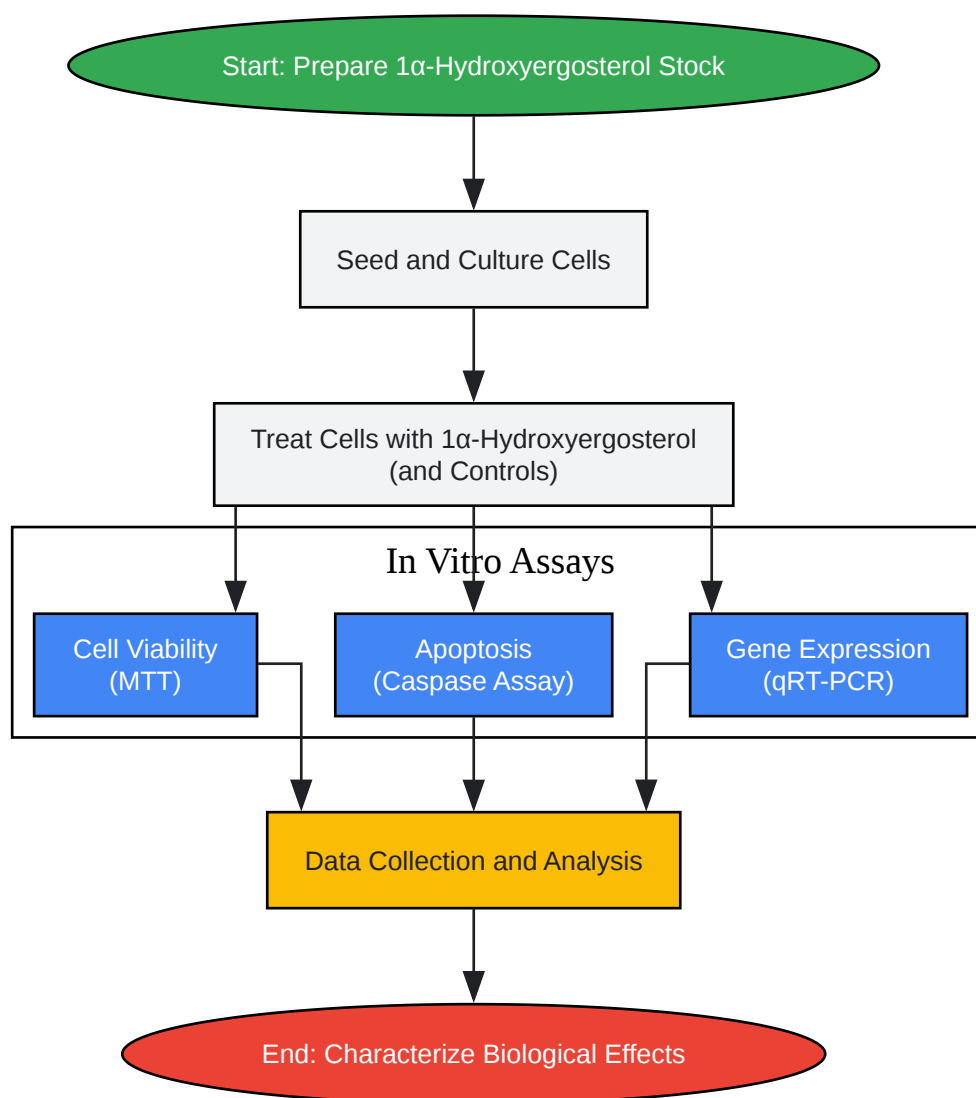 Start: Prepare 1α-Hydroxyergosterol Stock
Seed and Culture Cells
Treat Cells with 1α-Hydroxyergosterol
(and Controls)
In Vitro Assays
Cell Viability
(MTT)
Apoptosis
(Caspase Assay)
Gene Expression
(qRT-PCR)
Data Collection and Analysis
End: Characterize Biological Effects